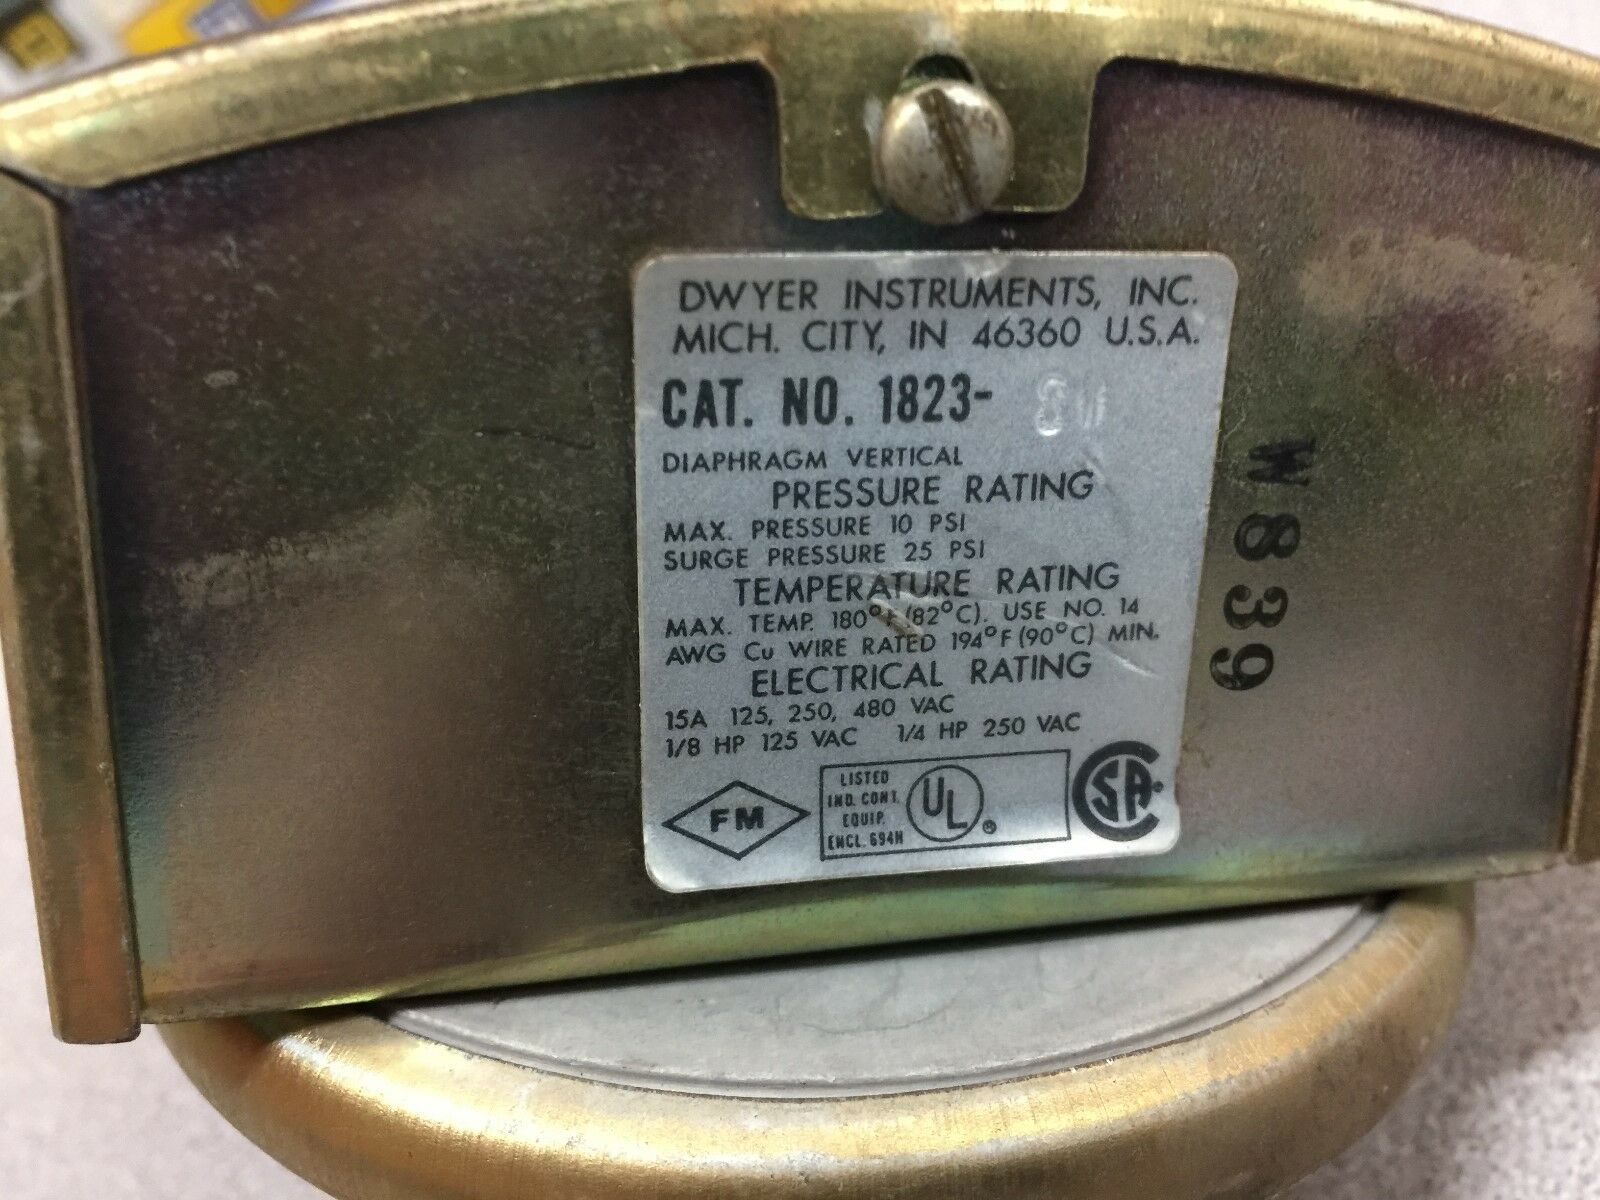 DWYER INSTRUMENTS, INC.
MICH. CITY, IN 46360 U.S.A.
CAT. NO. 1823-
DIAPHRAGM VERTICAL
PRESSURE RATING
MAX. PRESSURE 10 PSI
SURGE PRESSURE 25 PSI
TEMPERATURE RATING
MAX. TEMP. 180°F (82°C). USE NO. 14
AWG Cu WIRE RATED 194°F (90°C) MIN.
ELECTRICAL RATING
15A 125, 250, 480 VAC
1/8 HP 125 VAC 1/4 HP 250 VAC
FM
LISTED
IND. CONT.
EQUIP.
ENCL. 694H
UL®
CSA
W839